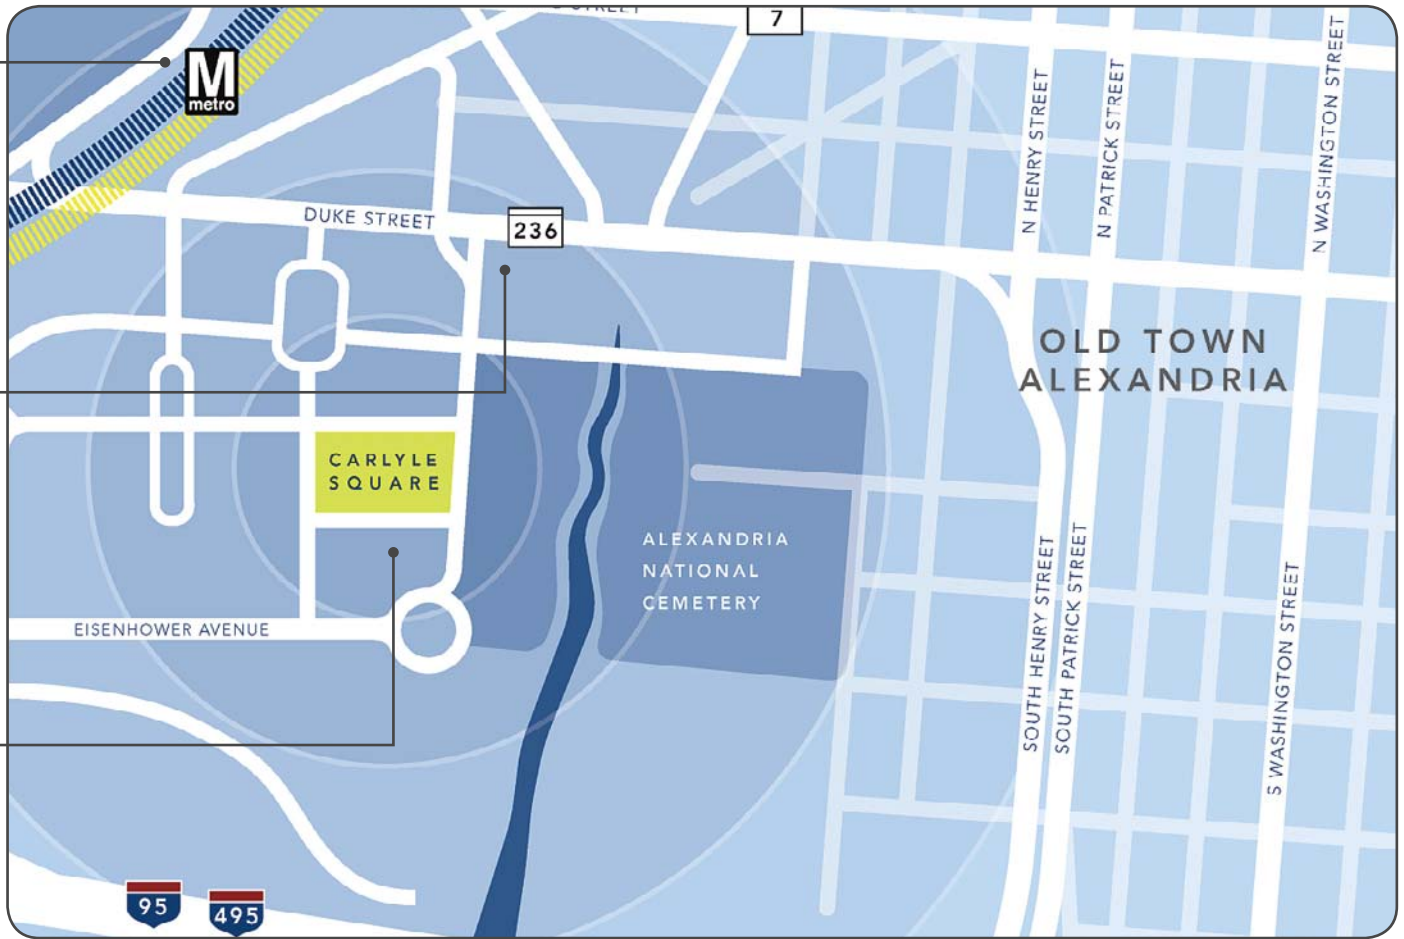 7
M
metro
N HENRY STREET
N PATRICK STREET
N WASHINGTON STREET
DUKE STREET
236
OLD TOWN
ALEXANDRIA
CARLYLE
SQUARE
ALEXANDRIA
NATIONAL
CEMETERY
EISENHOWER AVENUE
SOUTH HENRY STREET
SOUTH PATRICK STREET
S WASHINGTON STREET
95
495